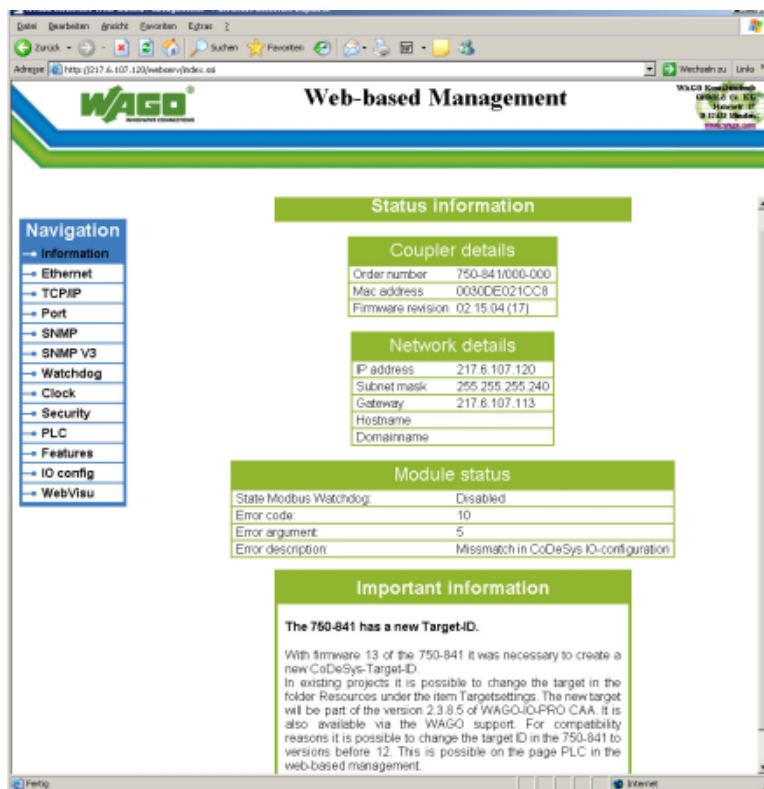 Datei Bearbeiten Ansicht Favoriten Extras ?
Zurück Suchen Favoriten
Adresse http://217.6.107.120/webserv/index.ssi Wechseln zu Links
WAGO®
INNOVATIVE CONNECTIONS
Web-based Management
www.wago.com
Status information
Navigation
Information
Ethernet
TCP/IP
Port
SNMP
SNMP V3
Watchdog
Clock
Security
PLC
Features
IO config
WebVisu
Coupler details
Order number 750-841/000-000
Mac address 0030DE021CC8
Firmware revision 02.15.04 (17)
Network details
IP address 217.6.107.120
Subnet mask 255.255.255.240
Gateway 217.6.107.113
Hostname
Domainname
Module status
State Modbus Watchdog: Disabled
Error code: 10
Error argument: 5
Error description: Missmatch in CoDeSys IO-configuration
Important information
The 750-841 has a new Target-ID.
With firmware 13 of the 750-841 it was necessary to create a
new CoDeSys-Target-ID.
In existing projects it is possible to change the target in the
folder Resources under the item Targetsettings. The new target
will be part of the version 2.3.8.5 of WAGO-IO-PRO CAA. It is
also available via the WAGO support. For compatibility
reasons it is possible to change the target ID in the 750-841 to
versions before 12. This is possible on the page PLC in the
web-based management.
Fertig Internet